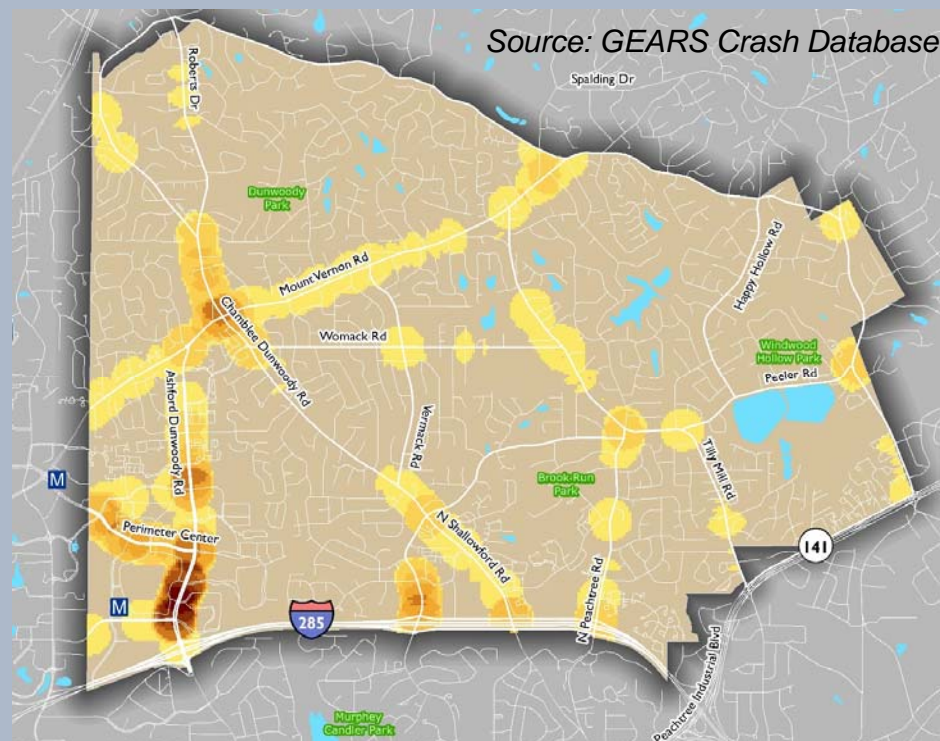 Source: GEARS Crash Database
Spalding Dr
Roberts Dr
Dunwoody
Park
Happy Hollow Rd
Mount Vernon Rd
Chamblee Dunwoody Rd
Womack Rd
Windwood
Hollow Park
Peeler Rd
Ashford Dunwoody Rd
Vermack Rd
Tilly Mill Rd
M
Brook Run
Park
N Shallowford Rd
Perimeter Center
141
M
285
N Peachtree Rd
Peachtree Industrial Blvd
Murphey
Candler Park